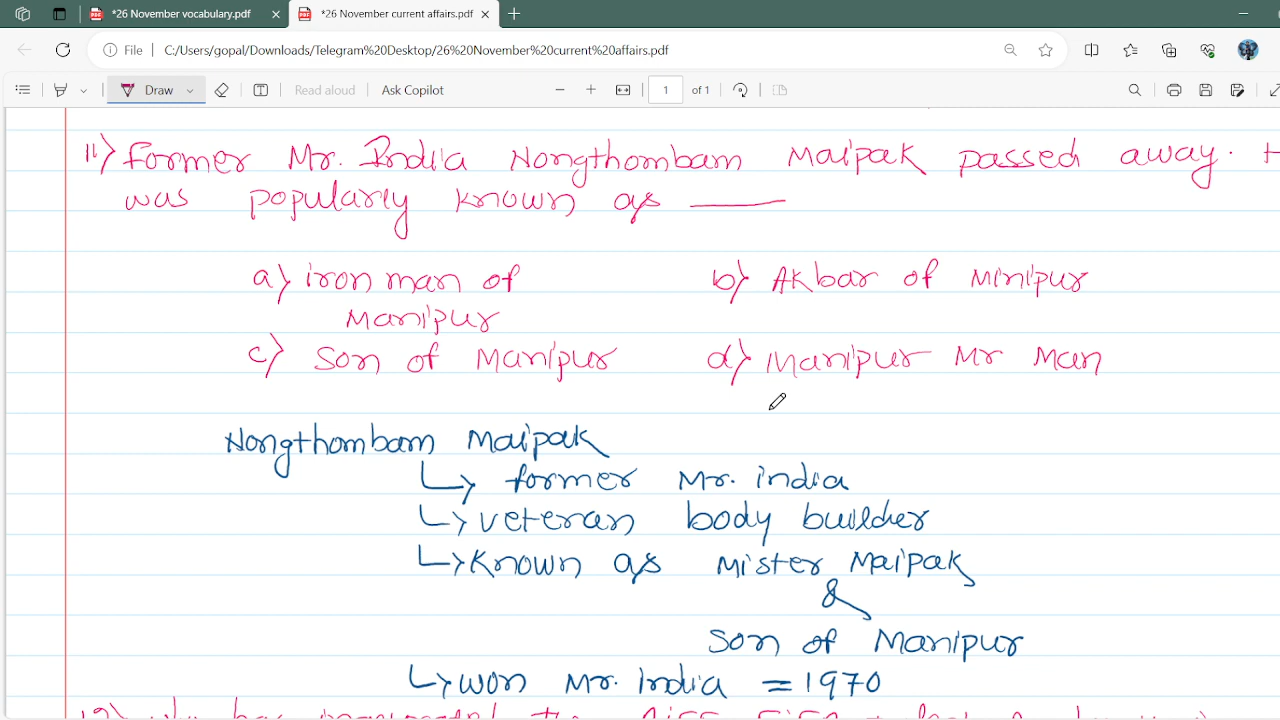 *26 November vocabulary.pdf
*26 November current affairs.pdf
File C:/Users/gopal/Downloads/Telegram%20Desktop/26%20November%20current%20affairs.pdf
Draw Read aloud Ask Copilot 1 of 1
11) Former Mr. India Nongthombam Maipak passed away. H
was popularly known as ____
a) iron man of
Manipur
b) Akbar of Minipur
c) Son of Manipur
d) Manipur Mr Man
Nongthombam Maipak
former Mr. india
veteran body builder
Known as Mister Maipak
&
Son of Manipur
won Mr. India = 1970